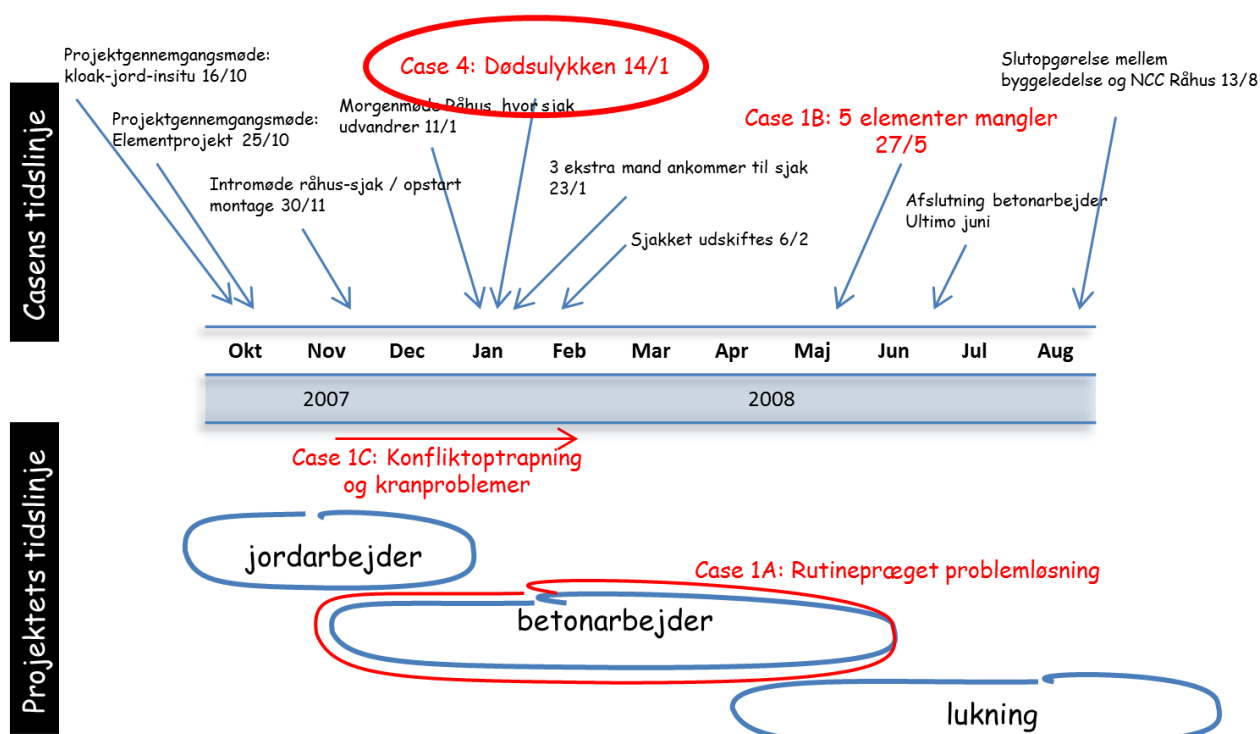 Casens tidslinje
Projektgennemgangsmøde:
kloak-jord-insitu 16/10
Projektgennemgangsmøde:
Elementprojekt 25/10
Intromøde råhus-sjak / opstart
montage 30/11
Case 4: Dødsulykken 14/1
Morgenmøde Råhus, hvor sjak
udvandrer 11/1
3 ekstra mand ankommer til sjak
23/1
Sjakket udskiftes 6/2
Case 1B: 5 elementer mangler
27/5
Afslutning betonarbejder
Ultimo juni
Slutopgørelse mellem
byggeledelse og NCC Råhus 13/8
Okt Nov Dec Jan Feb Mar Apr Maj Jun Jul Aug
2007 2008
Projektets tidslinje
Case 1C: Konfliktoptrapning
og kranproblemer
jordarbejder
Case 1A: Rutinepræget problemløsning
betonarbejder
lukning